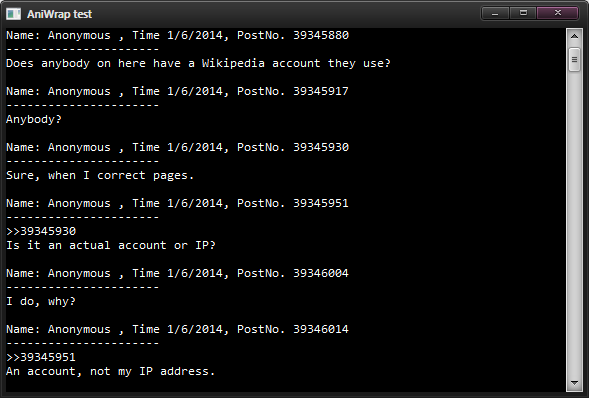 AniWrap test
Name: Anonymous , Time 1/6/2014, PostNo. 39345880
----------------------
Does anybody on here have a Wikipedia account they use?
Name: Anonymous , Time 1/6/2014, PostNo. 39345917
----------------------
Anybody?
Name: Anonymous , Time 1/6/2014, PostNo. 39345930
----------------------
Sure, when I correct pages.
Name: Anonymous , Time 1/6/2014, PostNo. 39345951
----------------------
>>39345930
Is it an actual account or IP?
Name: Anonymous , Time 1/6/2014, PostNo. 39346004
----------------------
I do, why?
Name: Anonymous , Time 1/6/2014, PostNo. 39346014
----------------------
>>39345951
An account, not my IP address.